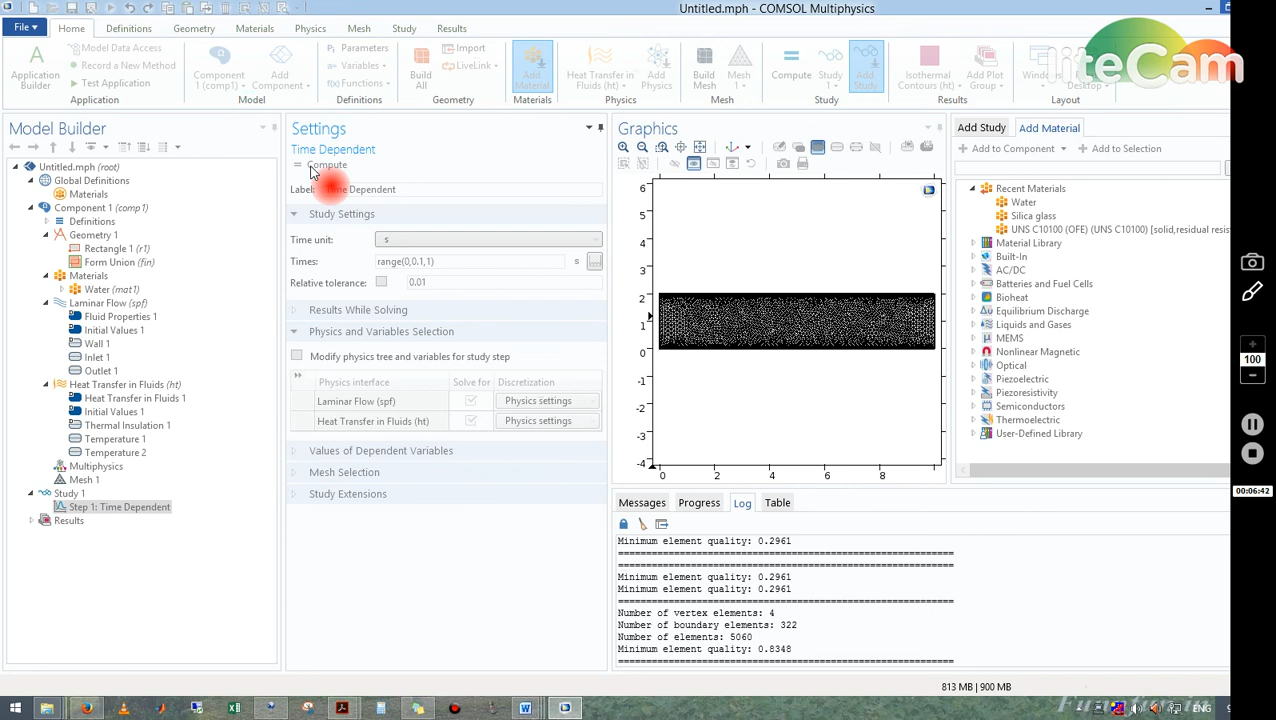 Untitled.mph - COMSOL Multiphysics
File
Home
Definitions
Geometry
Materials
Physics
Mesh
Study
Results
Application Builder
Model Data Access
Record a New Method
Test Application
Application
Component 1 (comp1)
Add Component
Model
Parameters
Variables
Functions
Definitions
Build All
Import
LiveLink
Geometry
Add Material
Materials
Heat Transfer in Fluids (ht)
Add Physics
Physics
Build Mesh
Mesh 1
Mesh
Compute
Study 1
Add Study
Study
Isothermal Contours (ht)
Add Plot Group
Results
Desktop
Layout
liteCam
Model Builder
Untitled.mph (root)
Global Definitions
Materials
Component 1 (comp1)
Definitions
Geometry 1
Rectangle 1 (r1)
Form Union (fin)
Materials
Water (mat1)
Laminar Flow (spf)
Fluid Properties 1
Initial Values 1
Wall 1
Inlet 1
Outlet 1
Heat Transfer in Fluids (ht)
Heat Transfer in Fluids 1
Initial Values 1
Thermal Insulation 1
Temperature 1
Temperature 2
Multiphysics
Mesh 1
Study 1
Step 1: Time Dependent
Results
Settings
Time Dependent
Compute
Label: Time Dependent
Study Settings
Time unit: s
Times: range(0,0.1,1) s
Relative tolerance: 0.01
Results While Solving
Physics and Variables Selection
Modify physics tree and variables for study step
Physics interface Solve for Discretization
Laminar Flow (spf) Physics settings
Heat Transfer in Fluids (ht) Physics settings
Values of Dependent Variables
Mesh Selection
Study Extensions
Graphics
6
5
4
3
2
1
0
-1
-2
-3
-4
0 2 4 6 8
Messages Progress Log Table
Minimum element quality: 0.2961
Minimum element quality: 0.2961
Minimum element quality: 0.2961
Number of vertex elements: 4
Number of boundary elements: 322
Number of elements: 5060
Minimum element quality: 0.8348
Add Study Add Material
Add to Component Add to Selection
Recent Materials
Water
Silica glass
UNS C10100 (OFE) (UNS C10100) [solid,residual resis
Material Library
Built-In
AC/DC
Batteries and Fuel Cells
Bioheat
Equilibrium Discharge
Liquids and Gases
MEMS
Nonlinear Magnetic
Optical
Piezoelectric
Piezoresistivity
Semiconductors
Thermoelectric
User-Defined Library
100
00:06:42
813 MB | 900 MB
ENG